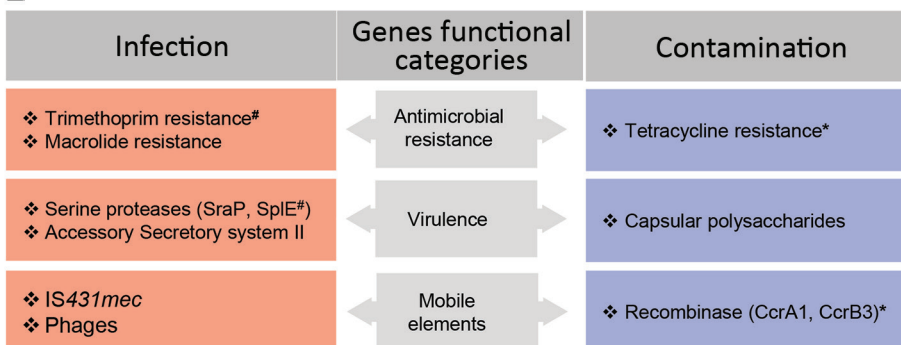 Infection
Genes functional
categories
Contamination
❖ Trimethoprim resistance#
❖ Macrolide resistance
Antimicrobial
resistance
❖ Tetracycline resistance*
❖ Serine proteases (SraP, SplE#)
❖ Accessory Secretory system II
Virulence
❖ Capsular polysaccharides
❖ IS431mec
❖ Phages
Mobile
elements
❖ Recombinase (CcrA1, CcrB3)*